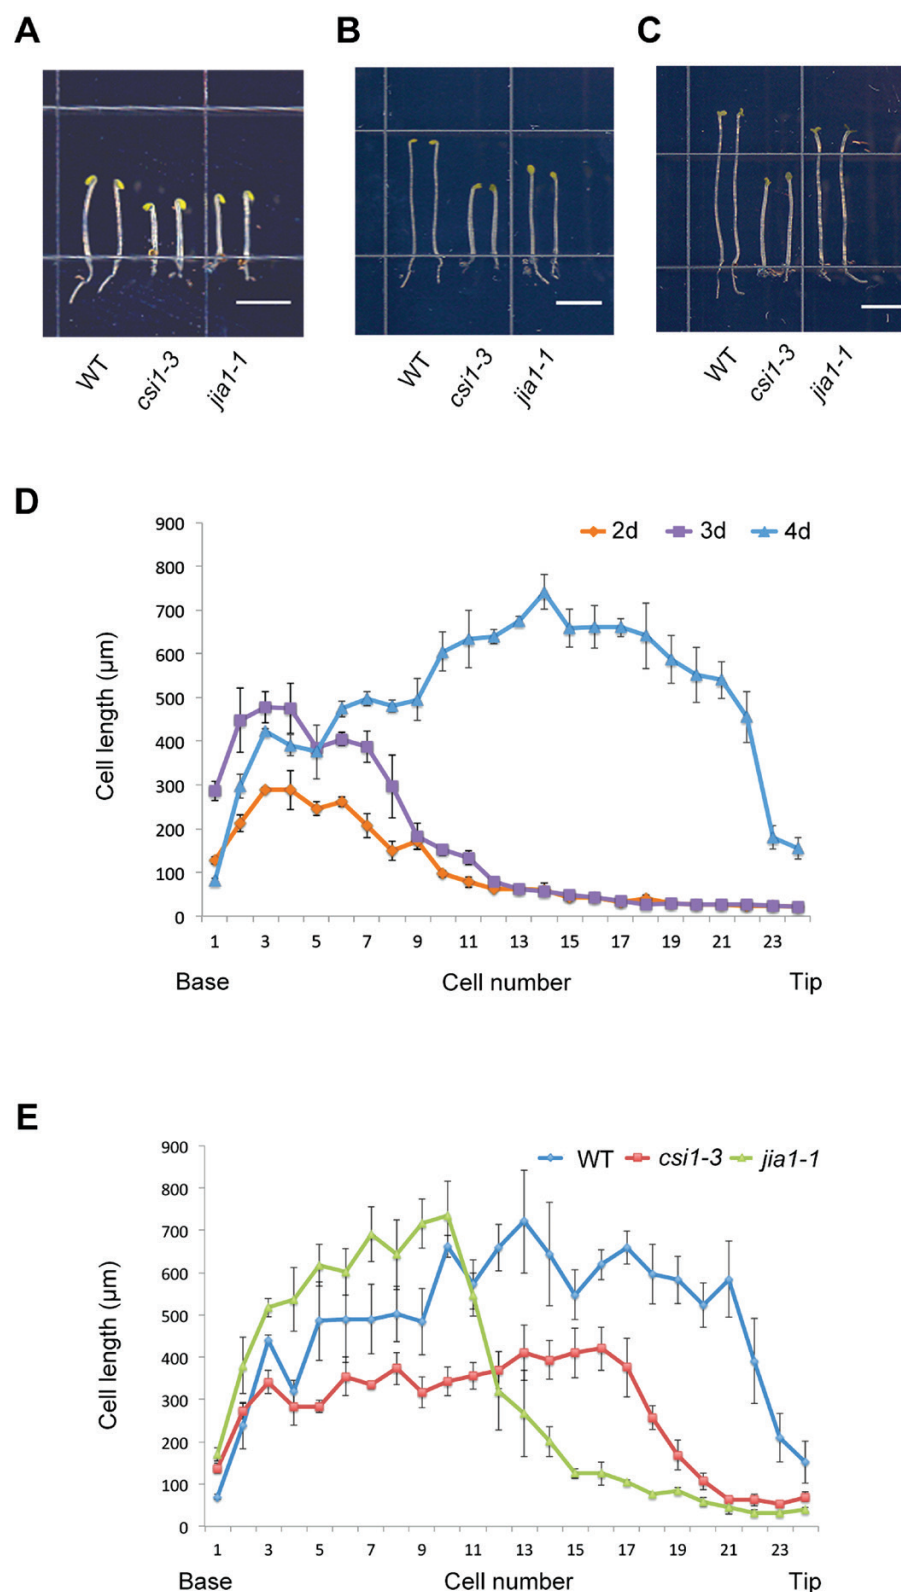 A B C
WT csi1-3 jia1-1 WT csi1-3 jia1-1 WT csi1-3 jia1-1
D
2d 3d 4d
900
800
700
600
500
400
300
200
100
0
Cell length (μm)
1 3 5 7 9 11 13 15 17 19 21 23
Base Cell number Tip
E
WT csi1-3 jia1-1
900
800
700
600
500
400
300
200
100
0
Cell length (μm)
1 3 5 7 9 11 13 15 17 19 21 23
Base Cell number Tip